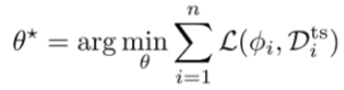 θ⋆ = arg min_θ ∑_{i=1}^{n} ℒ(ϕ_i, 𝒟_i^{ts})